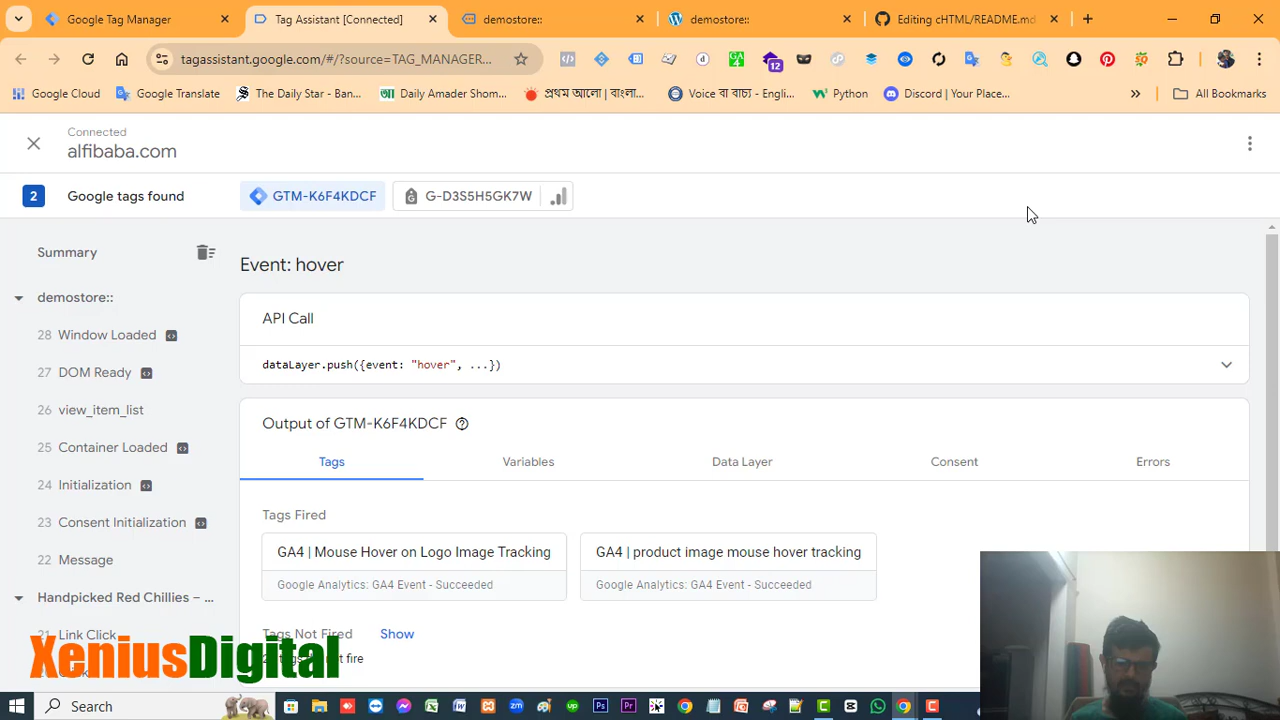 Google Tag Manager
Tag Assistant [Connected]
demostore::
demostore::
Editing cHTML/README.md
tagassistant.google.com/#/?source=TAG_MANAGER...
12
Google Cloud
Google Translate
The Daily Star - Ban...
Daily Amader Shom...
প্রথম আলো | বাংলা...
Voice বা বাচ্য - Engli...
Python
Discord | Your Place...
All Bookmarks
Connected
alfibaba.com
2
Google tags found
GTM-K6F4KDCF
G-D3S5H5GK7W
Summary
demostore::
28 Window Loaded
27 DOM Ready
26 view_item_list
25 Container Loaded
24 Initialization
23 Consent Initialization
22 Message
Handpicked Red Chillies – ...
21 Link Click
Event: hover
API Call
dataLayer.push({event: "hover", ...})
Output of GTM-K6F4KDCF
Tags
Variables
Data Layer
Consent
Errors
Tags Fired
GA4 | Mouse Hover on Logo Image Tracking
Google Analytics: GA4 Event - Succeeded
GA4 | product image mouse hover tracking
Google Analytics: GA4 Event - Succeeded
Tags Not Fired
Show
fire
XeniusDigital
Search